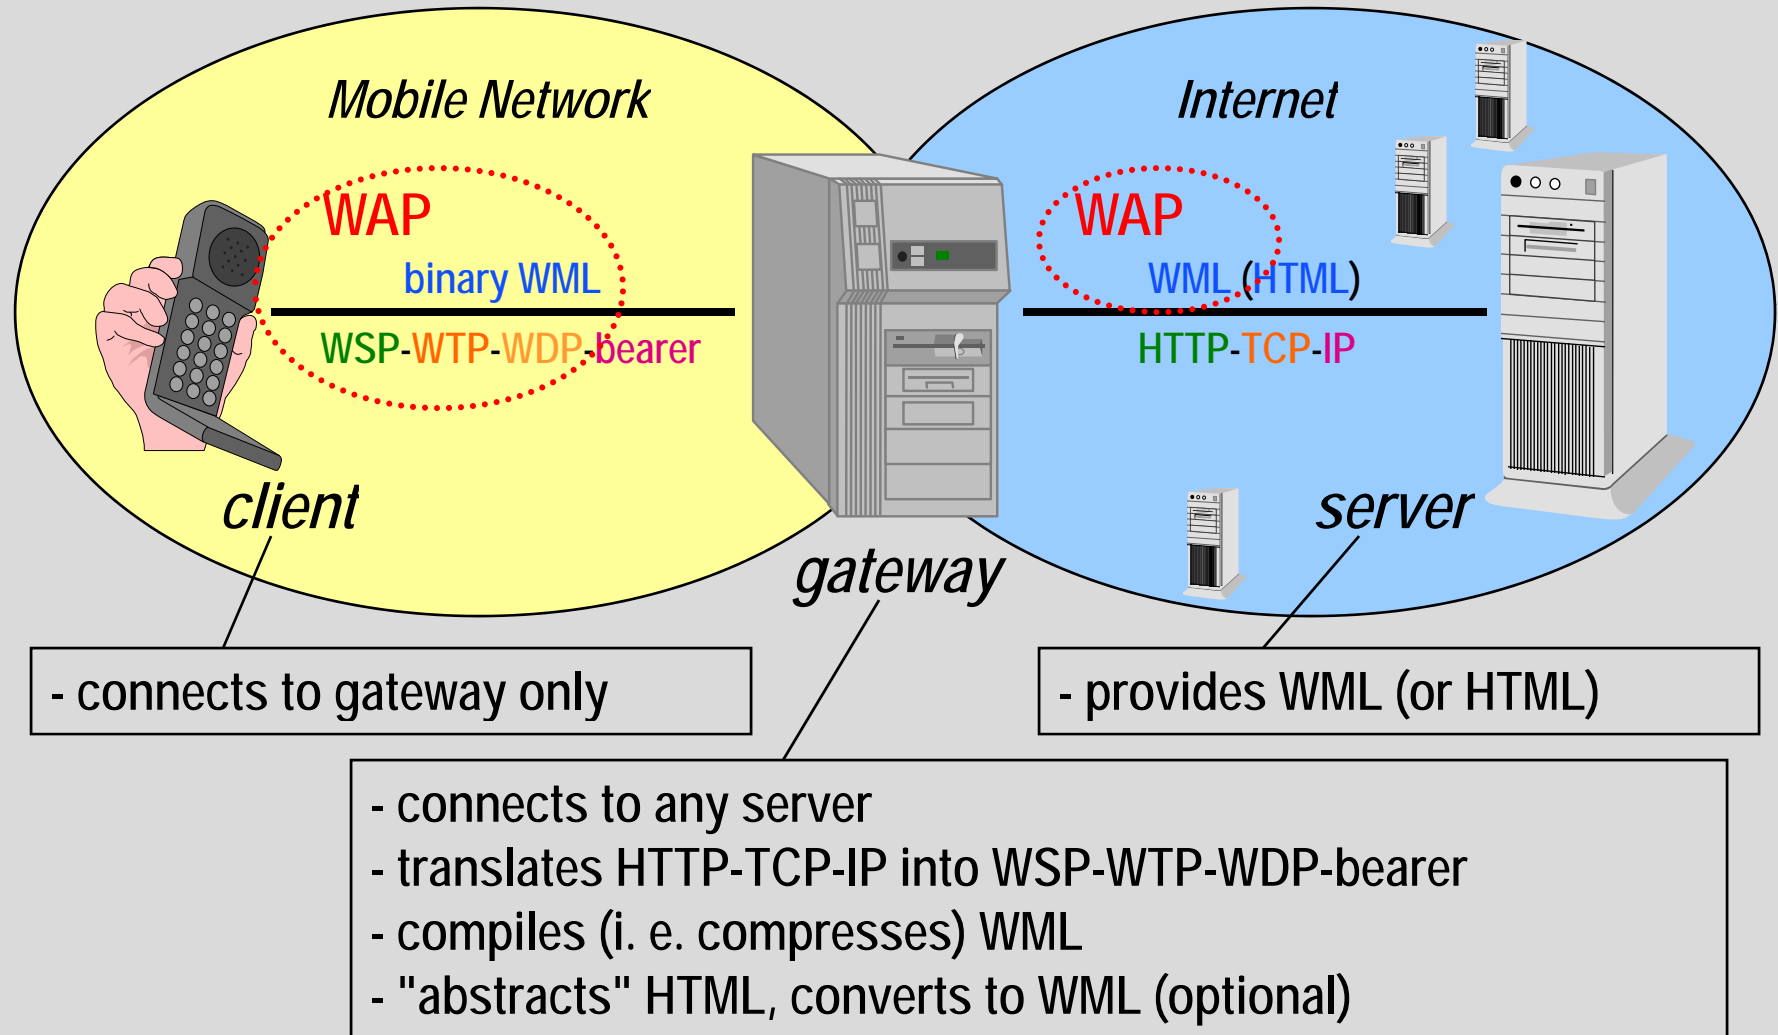 Mobile Network
Internet
WAP
WAP
binary WML
WML (HTML)
WSP-WTP-WDP-bearer
HTTP-TCP-IP
client
server
gateway
- connects to gateway only
- provides WML (or HTML)
- connects to any server
- translates HTTP-TCP-IP into WSP-WTP-WDP-bearer
- compiles (i. e. compresses) WML
- "abstracts" HTML, converts to WML (optional)